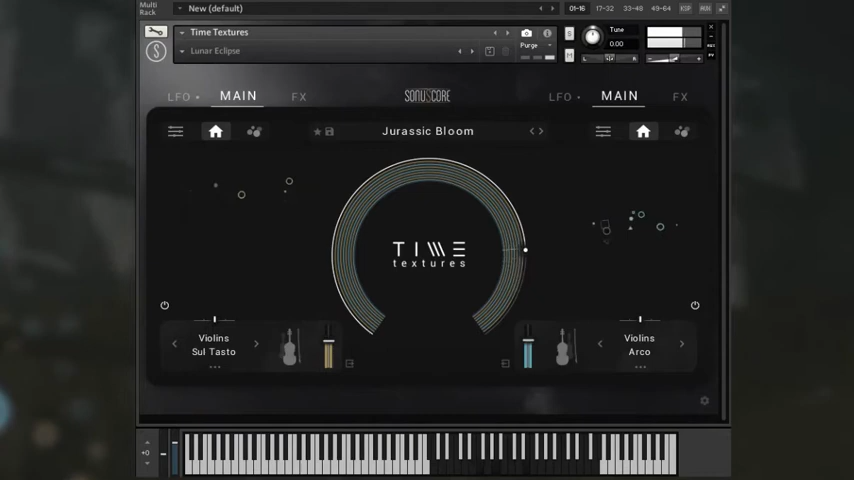 Multi
Rack
New (default)
01-16
17-32
33-48
49-64
KSP
Time Textures
Lunar Eclipse
Purge
S
M
Tune
0.00
L
R
LFO
MAIN
FX
SONUSCORE
LFO
MAIN
FX
Jurassic Bloom
TIME
textures
Violins
Sul Tasto
Violins
Arco
+0